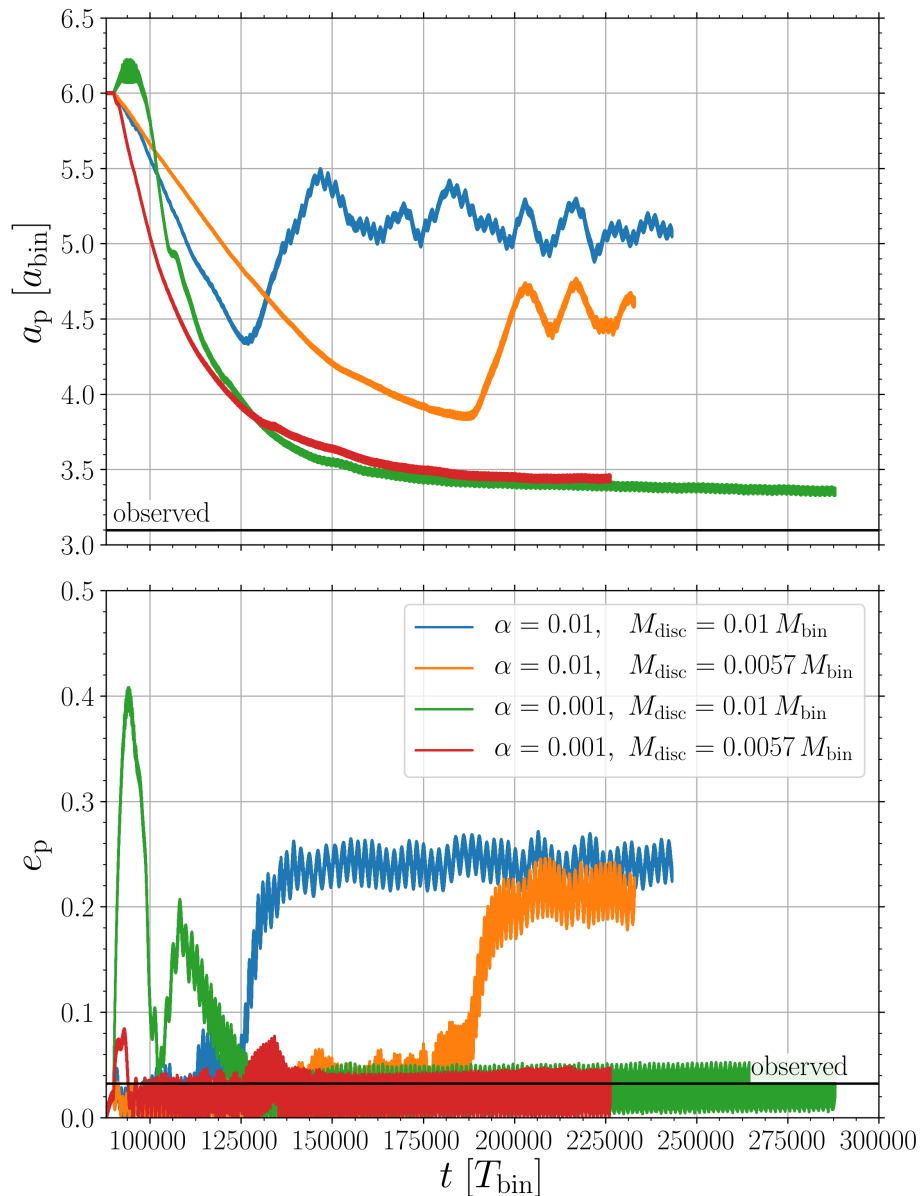 6.5
6.0
5.5
5.0
4.5
4.0
3.5
3.0
a_p [a_bin]
observed
0.5
0.4
0.3
0.2
0.1
0.0
e_p
α = 0.01, M_disc = 0.01 M_bin
α = 0.01, M_disc = 0.0057 M_bin
α = 0.001, M_disc = 0.01 M_bin
α = 0.001, M_disc = 0.0057 M_bin
observed
100000 125000 150000 175000 200000 225000 250000 275000 300000
t [T_bin]